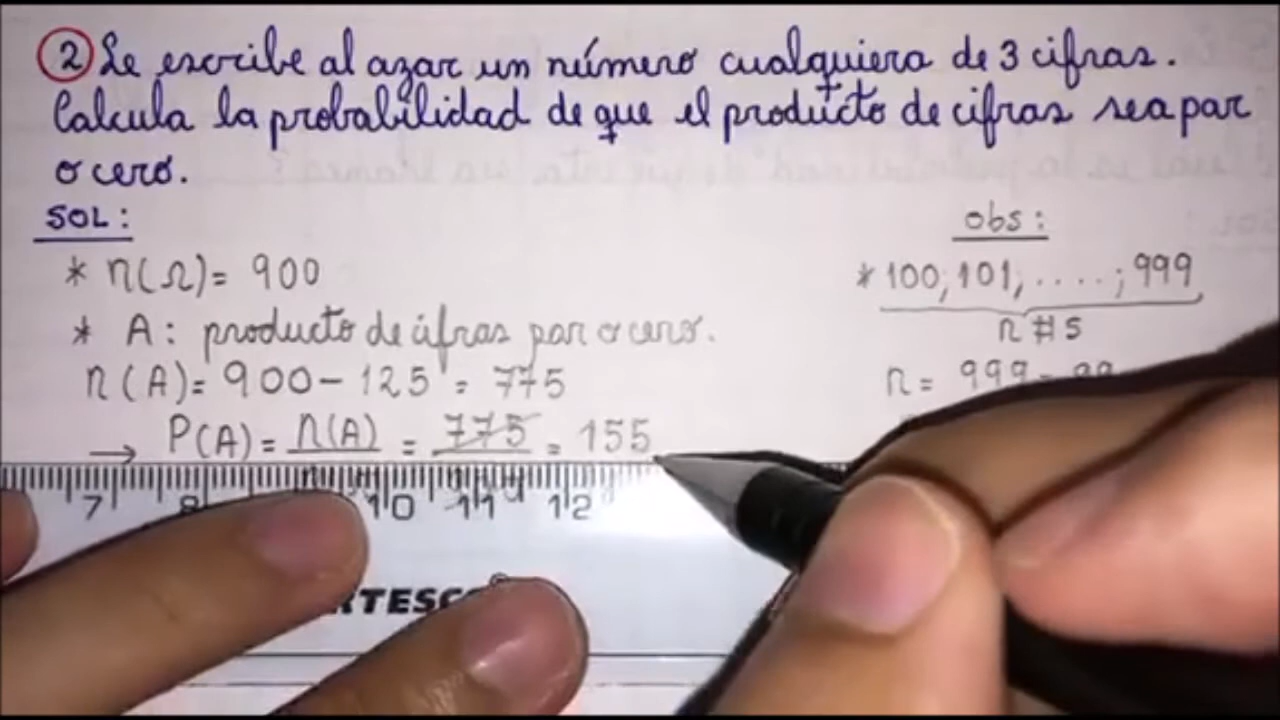 2 Se escribe al azar un número cualquiera de 3 cifras.
Calcula la probabilidad de que el producto de cifras sea par
o cero.
SOL:
* n(Ω)= 900
* A: producto de cifras par o cero.
n(A)= 900 - 125 = 775
→ P(A) = n(A) = 775 = 155
obs:
* 100; 101; ....; 999
n #s
n = 999 - 99
7 8 10 11 12